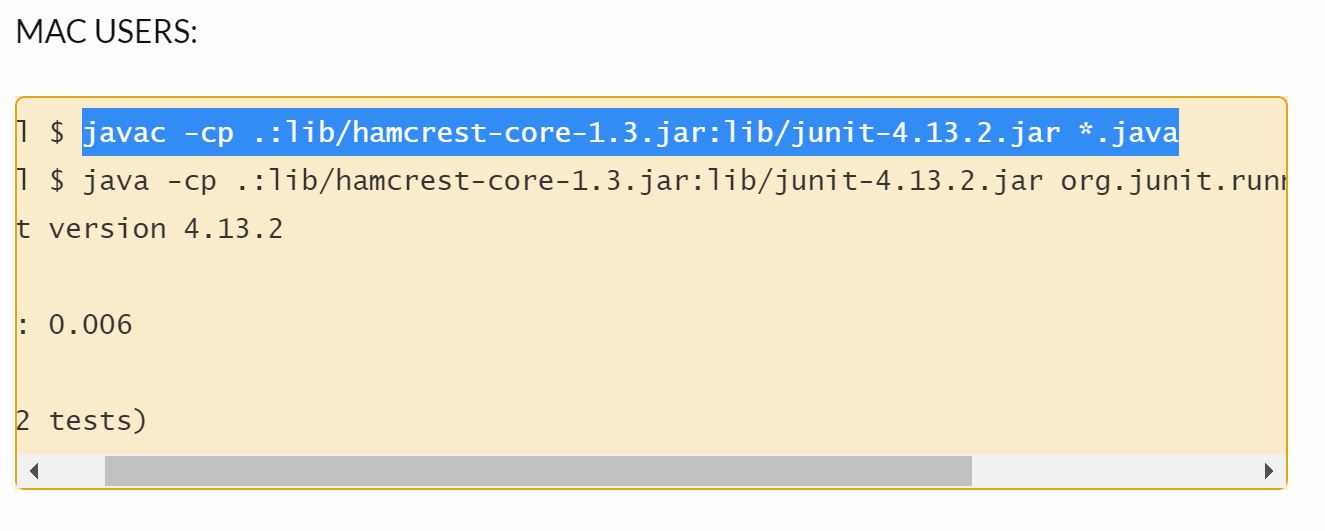 MAC USERS:
l $ javac -cp .:lib/hamcrest-core-1.3.jar:lib/junit-4.13.2.jar *.java
l $ java -cp .:lib/hamcrest-core-1.3.jar:lib/junit-4.13.2.jar org.junit.run
t version 4.13.2
: 0.006
2 tests)